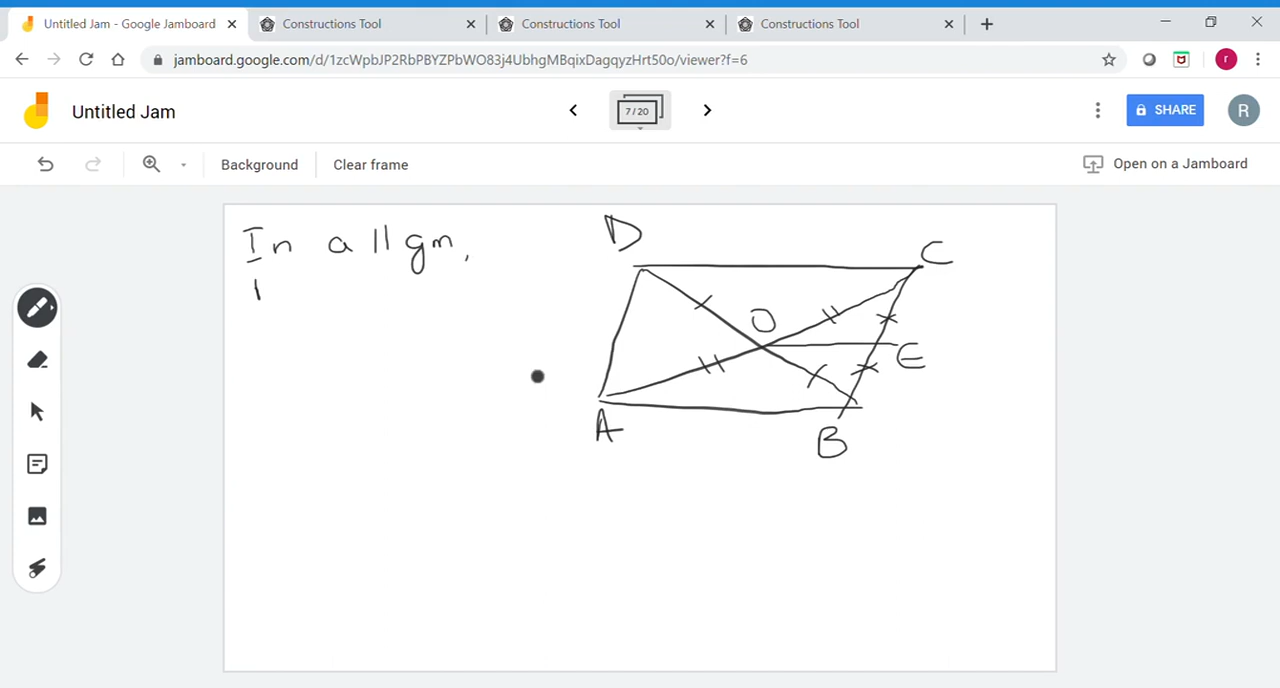 Untitled Jam - Google Jamboard
Constructions Tool
Constructions Tool
Constructions Tool
jamboard.google.com/d/1zcWpbJP2RbPBYZPbWO83j4UbhgMBqixDagqyzHrt50o/viewer?f=6
r
Untitled Jam
7/20
SHARE
R
Background
Clear frame
Open on a Jamboard
In a || gm,
D
C
O
E
A
B